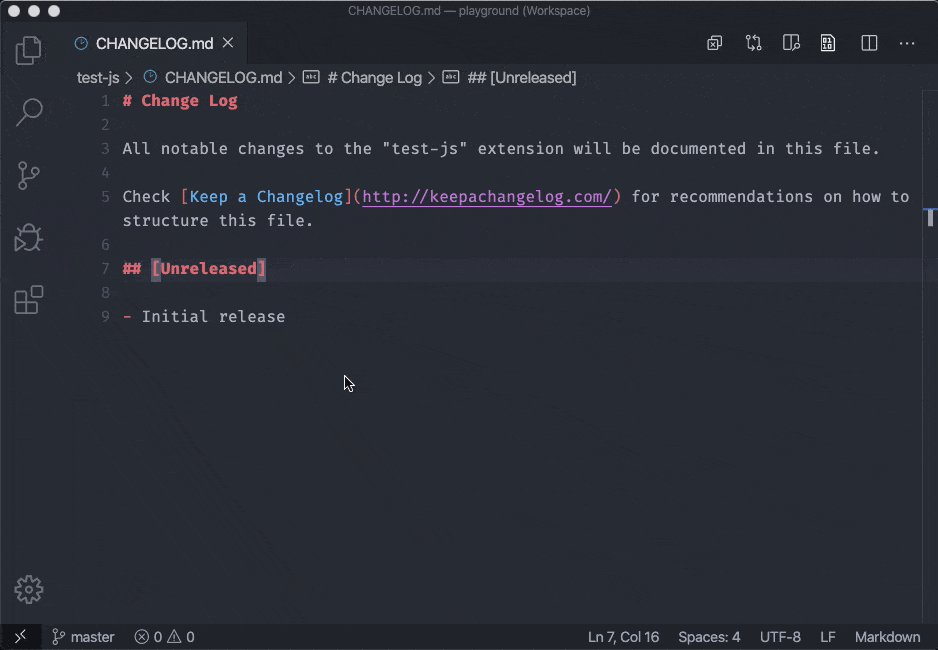 CHANGELOG.md — playground (Workspace)
CHANGELOG.md
test-js > CHANGELOG.md > # Change Log > ## [Unreleased]
1 # Change Log
2
3 All notable changes to the "test-js" extension will be documented in this file.
4
5 Check [Keep a Changelog](http://keepachangelog.com/) for recommendations on how to
structure this file.
6
7 ## [Unreleased]
8
9 - Initial release
master 0 0 Ln 7, Col 16 Spaces: 4 UTF-8 LF Markdown